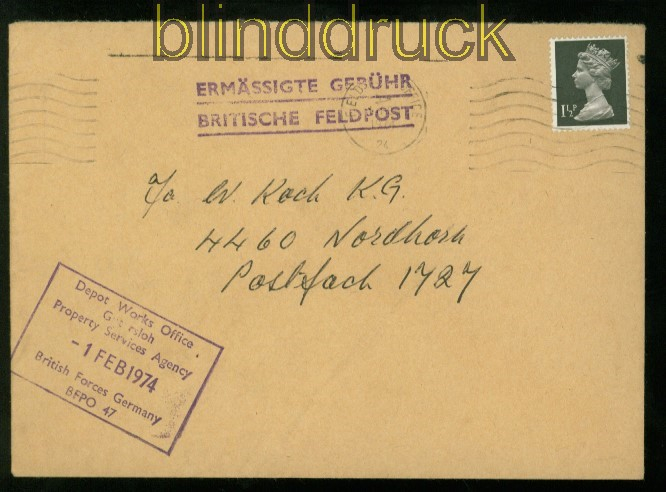 blinddruck
ERMÄSSIGTE GEBÜHR
BRITISCHE FELDPOST
1½P
W. Koch K.G.
4460 Nordhorn
Postfach 1727
Depot Works Office
Property Services Agency
-1 FEB 1974
British Forces Germany
BFPO 47